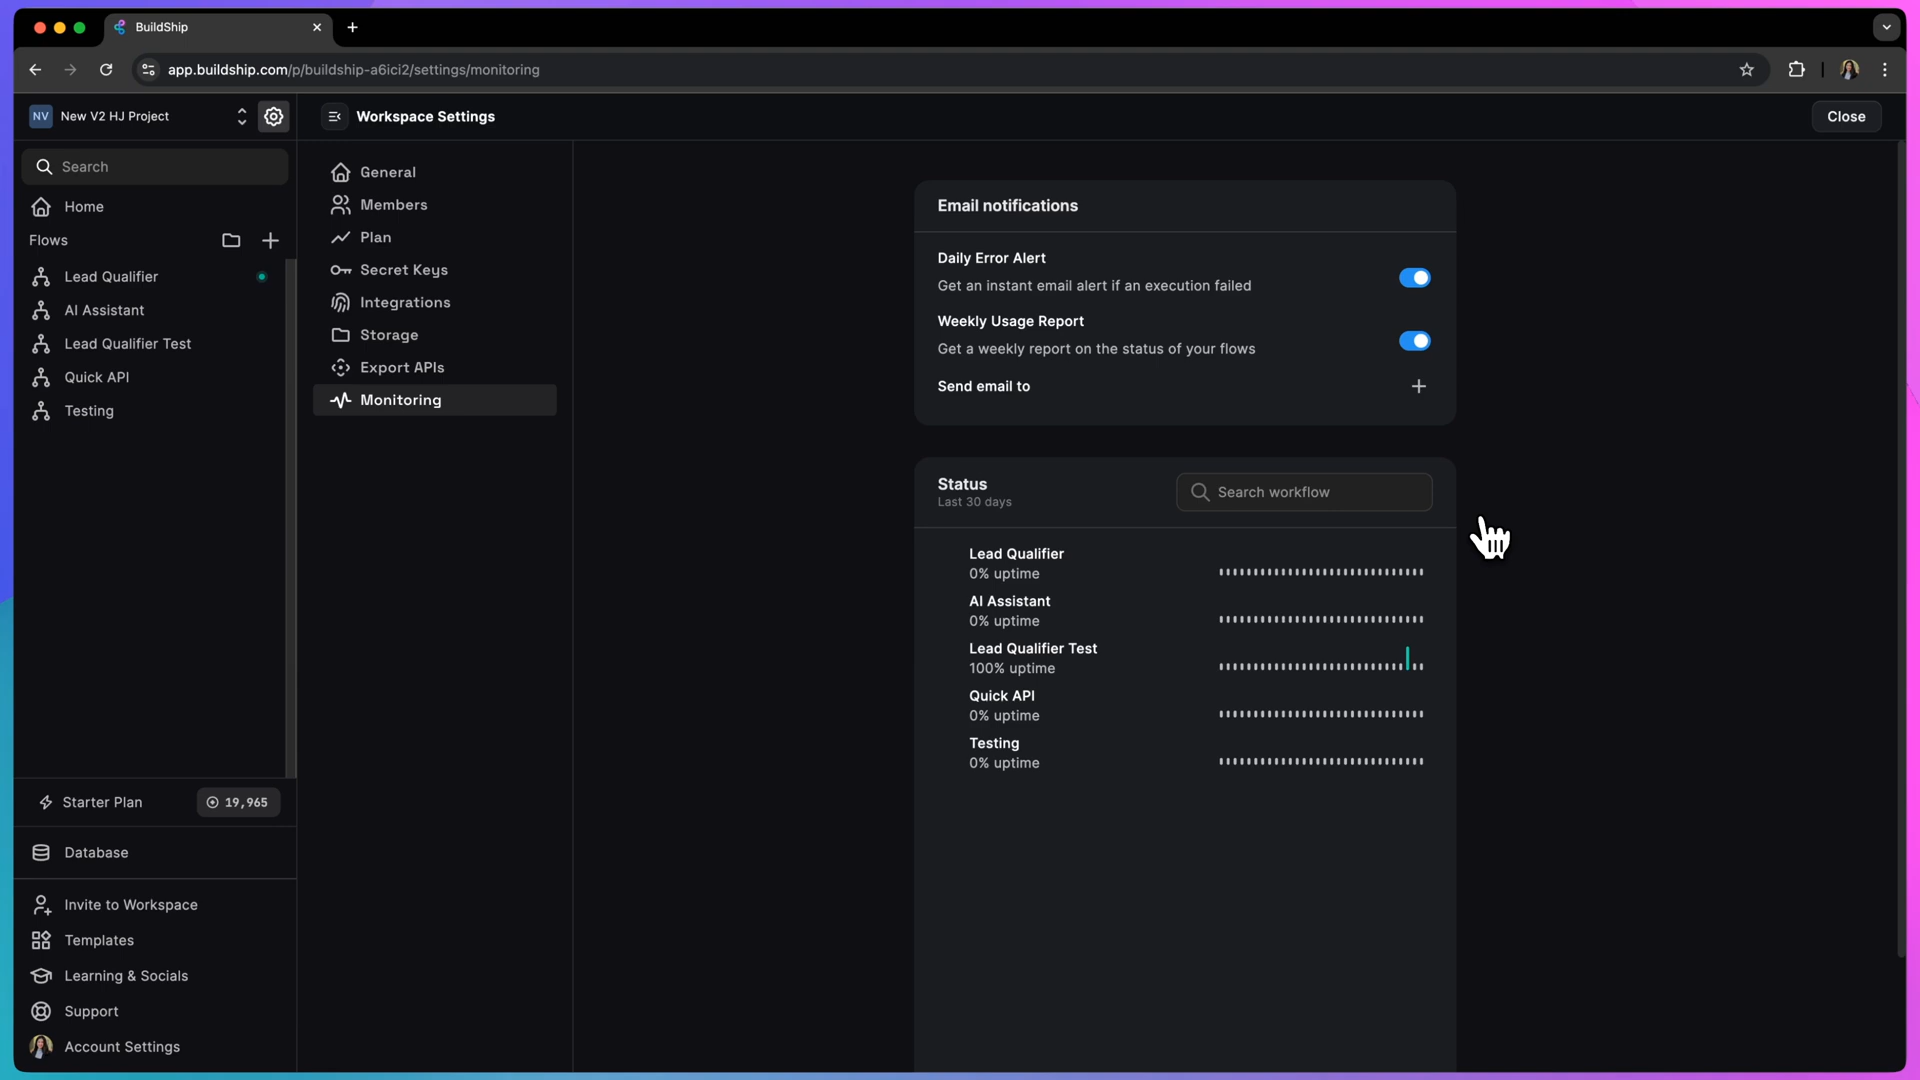 BuildShip
app.buildship.com/p/buildship-a6ici2/settings/monitoring
NV New V2 HJ Project
Workspace Settings
Close
Search
Home
Flows
Lead Qualifier
AI Assistant
Lead Qualifier Test
Quick API
Testing
Starter Plan 19,965
Database
Invite to Workspace
Templates
Learning & Socials
Support
Account Settings
General
Members
Plan
Secret Keys
Integrations
Storage
Export APIs
Monitoring
Email notifications
Daily Error Alert
Get an instant email alert if an execution failed
Weekly Usage Report
Get a weekly report on the status of your flows
Send email to
Status
Last 30 days
Search workflow
Lead Qualifier
0% uptime
AI Assistant
0% uptime
Lead Qualifier Test
100% uptime
Quick API
0% uptime
Testing
0% uptime